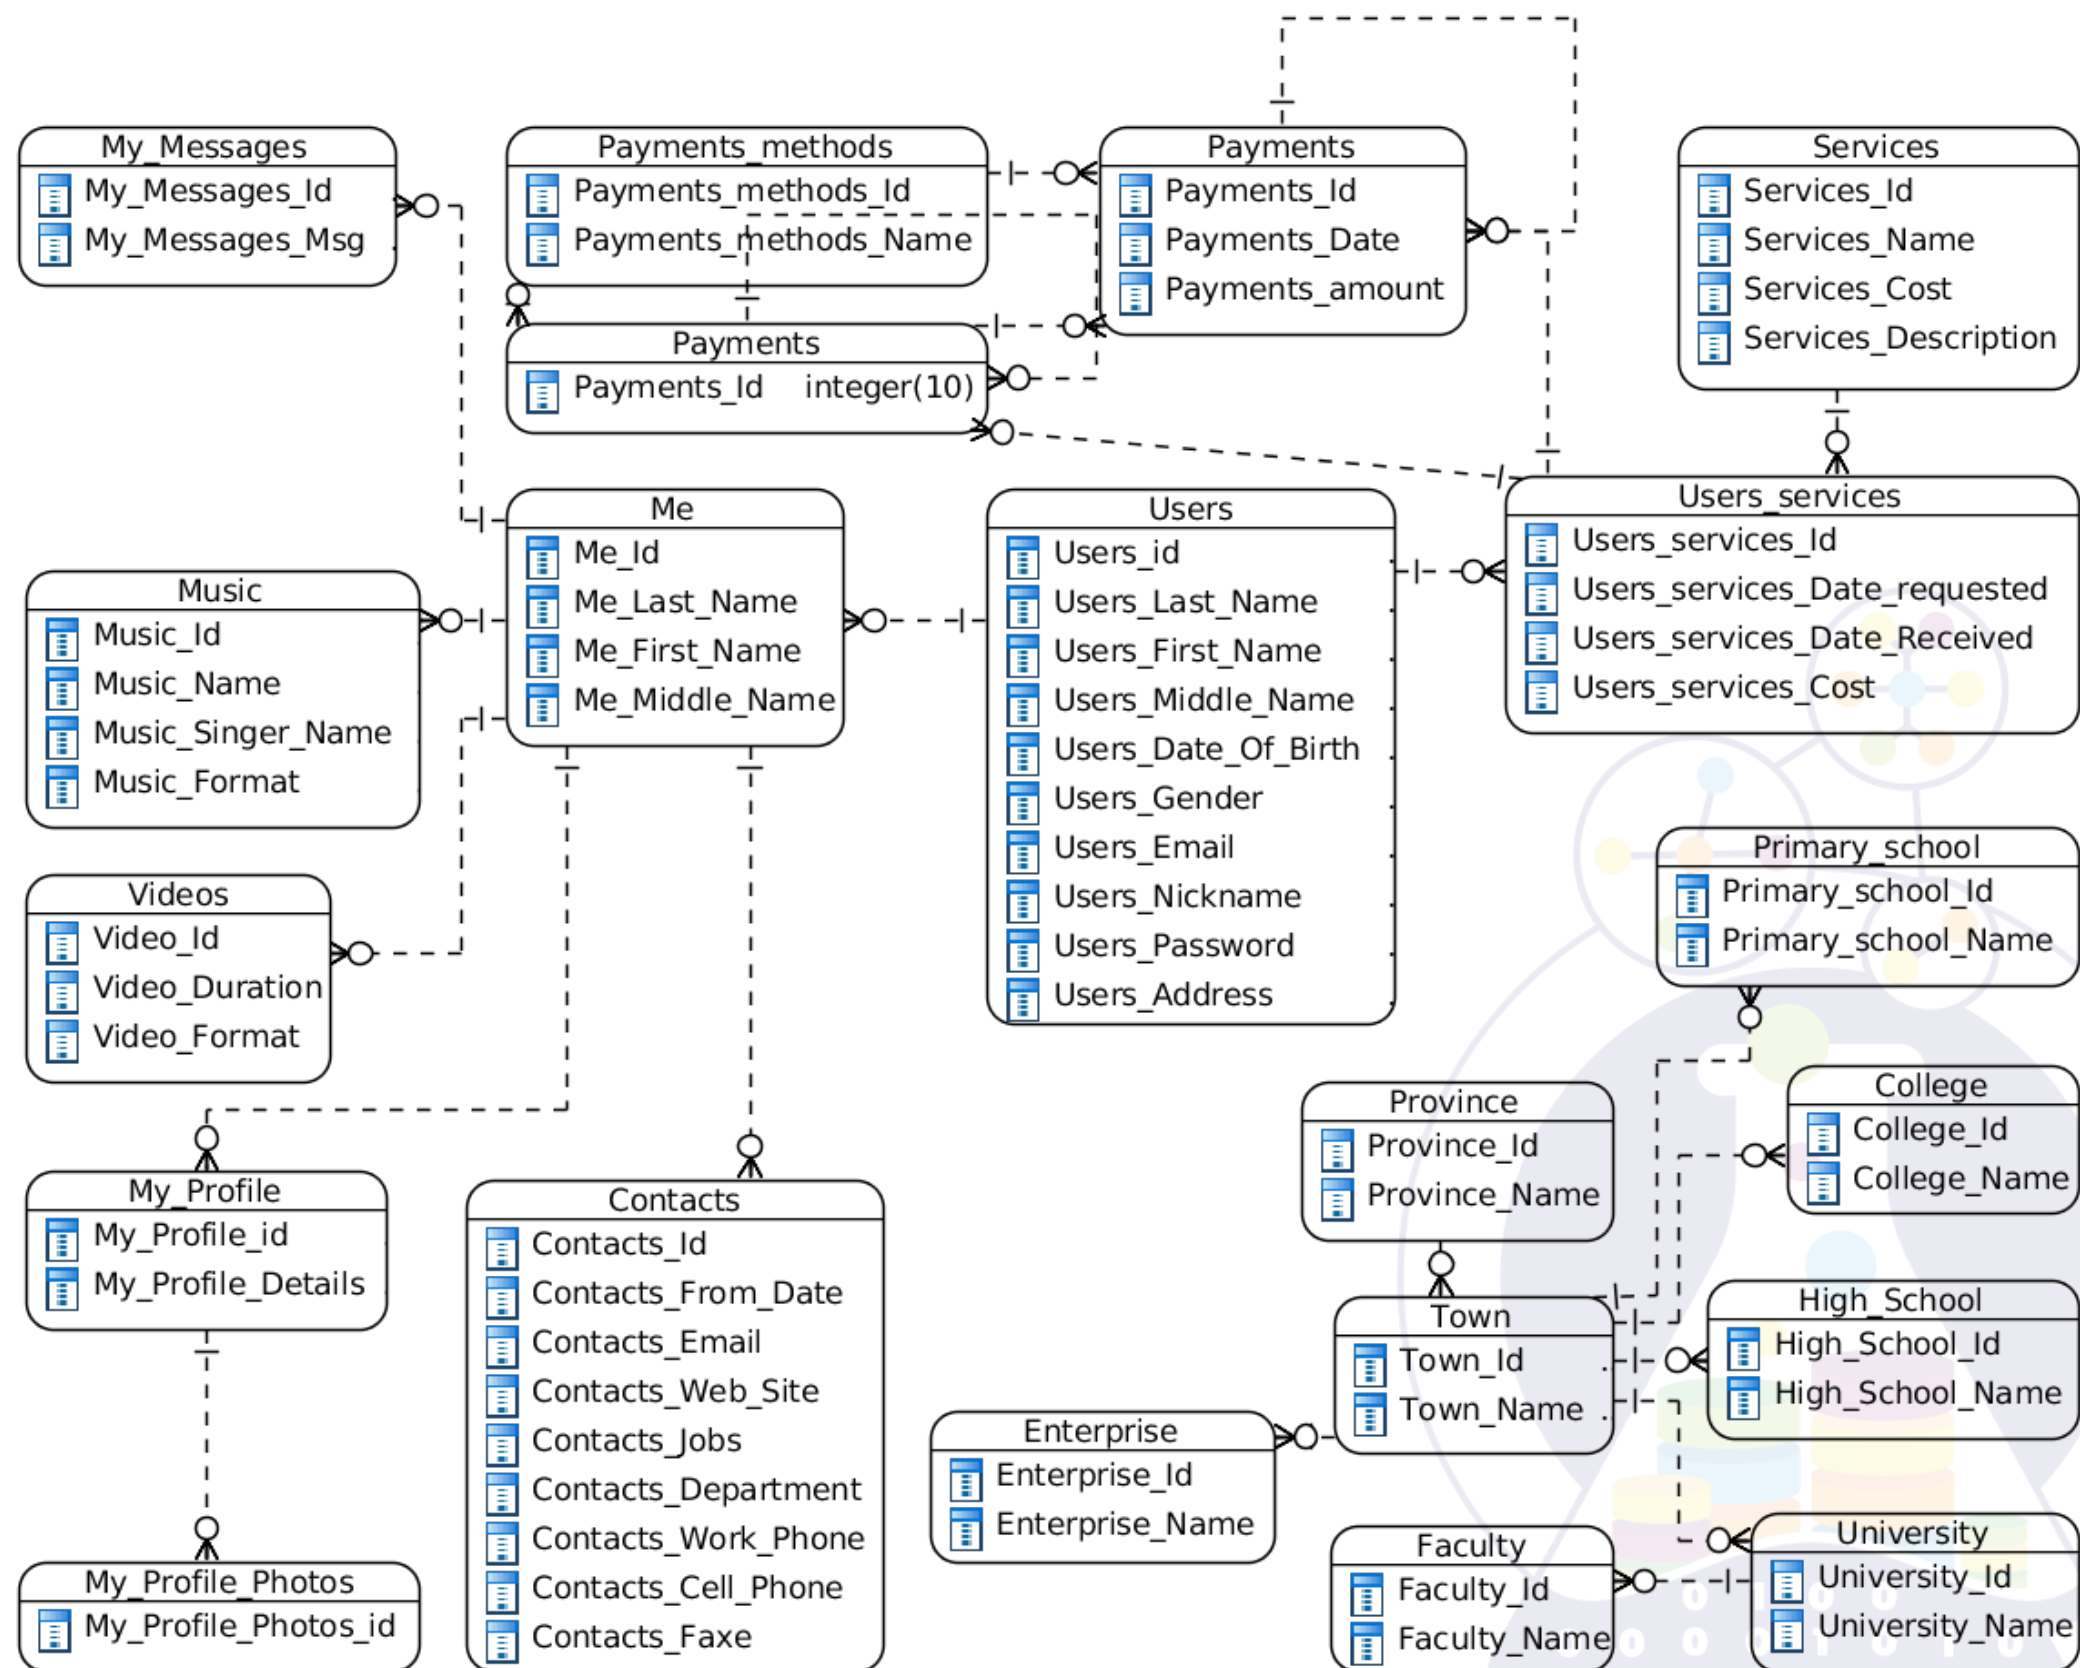 My_Messages
My_Messages_Id
My_Messages_Msg
Payments_methods
Payments_methods_Id
Payments_methods_Name
Payments
Payments_Id
Payments_Date
Payments_amount
Services
Services_Id
Services_Name
Services_Cost
Services_Description
Payments
Payments_Id integer(10)
Me
Me_Id
Me_Last_Name
Me_First_Name
Me_Middle_Name
Users
Users_id
Users_Last_Name
Users_First_Name
Users_Middle_Name
Users_Date_Of_Birth
Users_Gender
Users_Email
Users_Nickname
Users_Password
Users_Address
Users_services
Users_services_Id
Users_services_Date_requested
Users_services_Date_Received
Users_services_Cost
Music
Music_Id
Music_Name
Music_Singer_Name
Music_Format
Videos
Video_Id
Video_Duration
Video_Format
Primary_school
Primary_school_Id
Primary_school_Name
College
College_Id
College_Name
Province
Province_Id
Province_Name
My_Profile
My_Profile_id
My_Profile_Details
Contacts
Contacts_Id
Contacts_From_Date
Contacts_Email
Contacts_Web_Site
Contacts_Jobs
Contacts_Department
Contacts_Work_Phone
Contacts_Cell_Phone
Contacts_Faxe
Town
Town_Id
Town_Name
High_School
High_School_Id
High_School_Name
Enterprise
Enterprise_Id
Enterprise_Name
Faculty
Faculty_Id
Faculty_Name
University
University_Id
University_Name
My_Profile_Photos
My_Profile_Photos_id